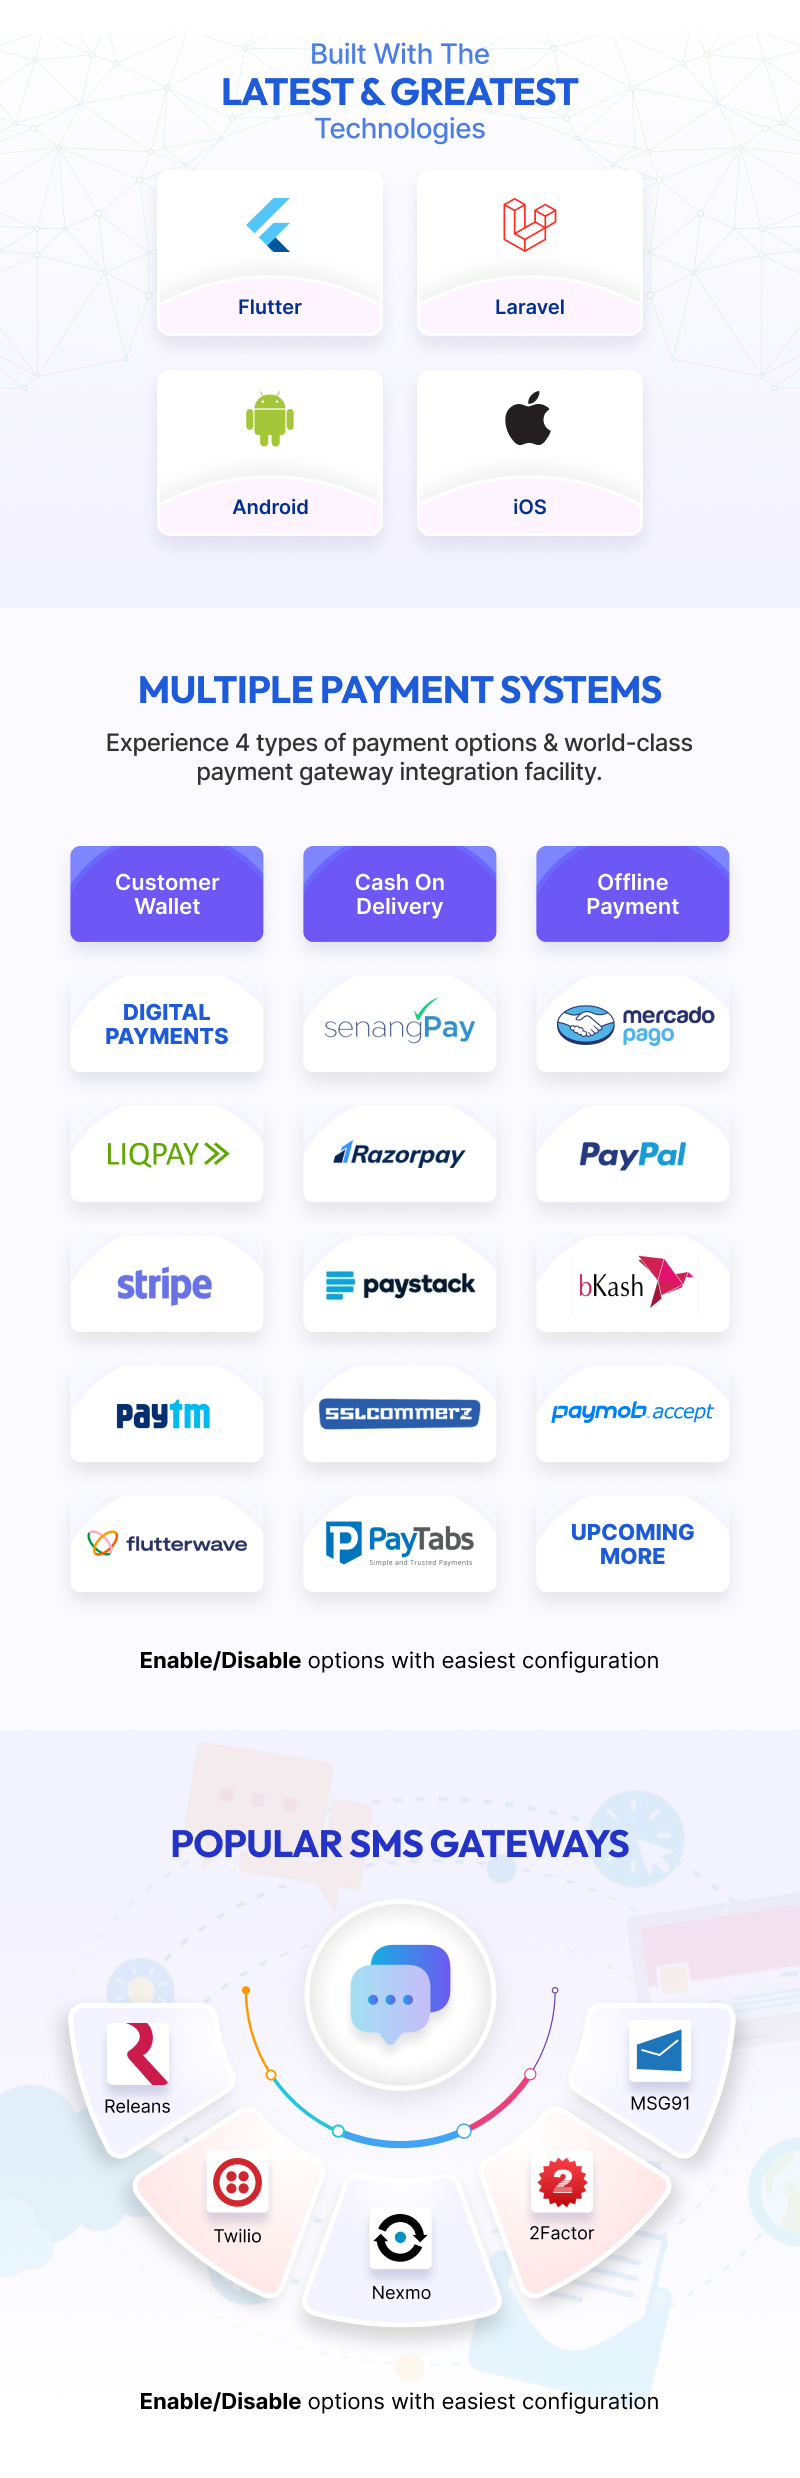 Built With The
LATEST & GREATEST
Technologies
Flutter
Laravel
Android
iOS
MULTIPLE PAYMENT SYSTEMS
Experience 4 types of payment options & world-class
payment gateway integration facility.
Customer
Wallet
Cash On
Delivery
Offline
Payment
DIGITAL
PAYMENTS
senangPay
mercado
pago
LIQPAY
Razorpay
PayPal
stripe
paystack
bKash
paytm
SSLCOMMERZ
paymob accept
flutterwave
PayTabs
Simple and Trusted Payments
UPCOMING
MORE
Enable/Disable options with easiest configuration
POPULAR SMS GATEWAYS
Releans
MSG91
Twilio
2
2Factor
Nexmo
Enable/Disable options with easiest configuration